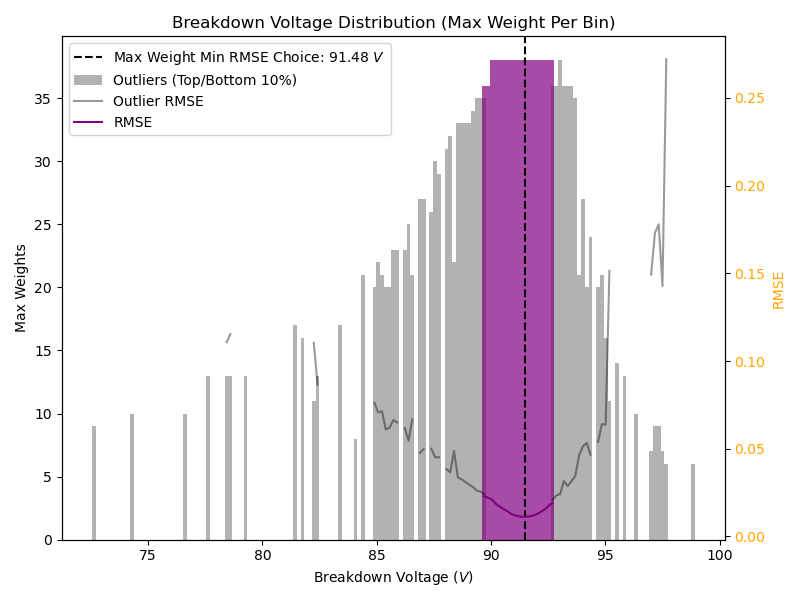 Breakdown Voltage Distribution (Max Weight Per Bin)
Max Weight Min RMSE Choice: 91.48 V
Outliers (Top/Bottom 10%)
Outlier RMSE
RMSE
35
30
25
20
15
10
5
0
Max Weights
0.25
0.20
0.15
0.10
0.05
0.00
RMSE
75 80 85 90 95 100
Breakdown Voltage (V)